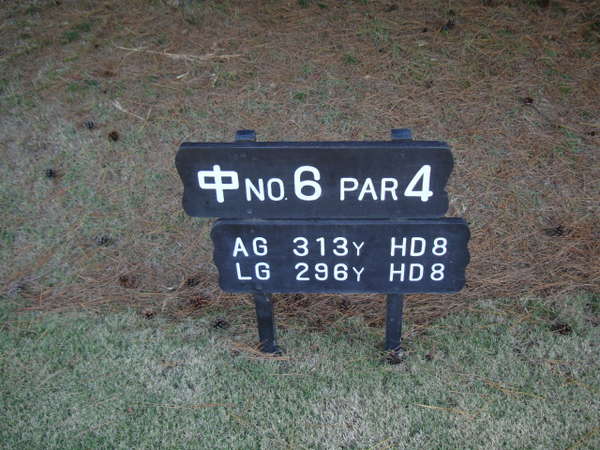 中 NO. 6 PAR 4
AG 313Y HD8
LG 296Y HD8